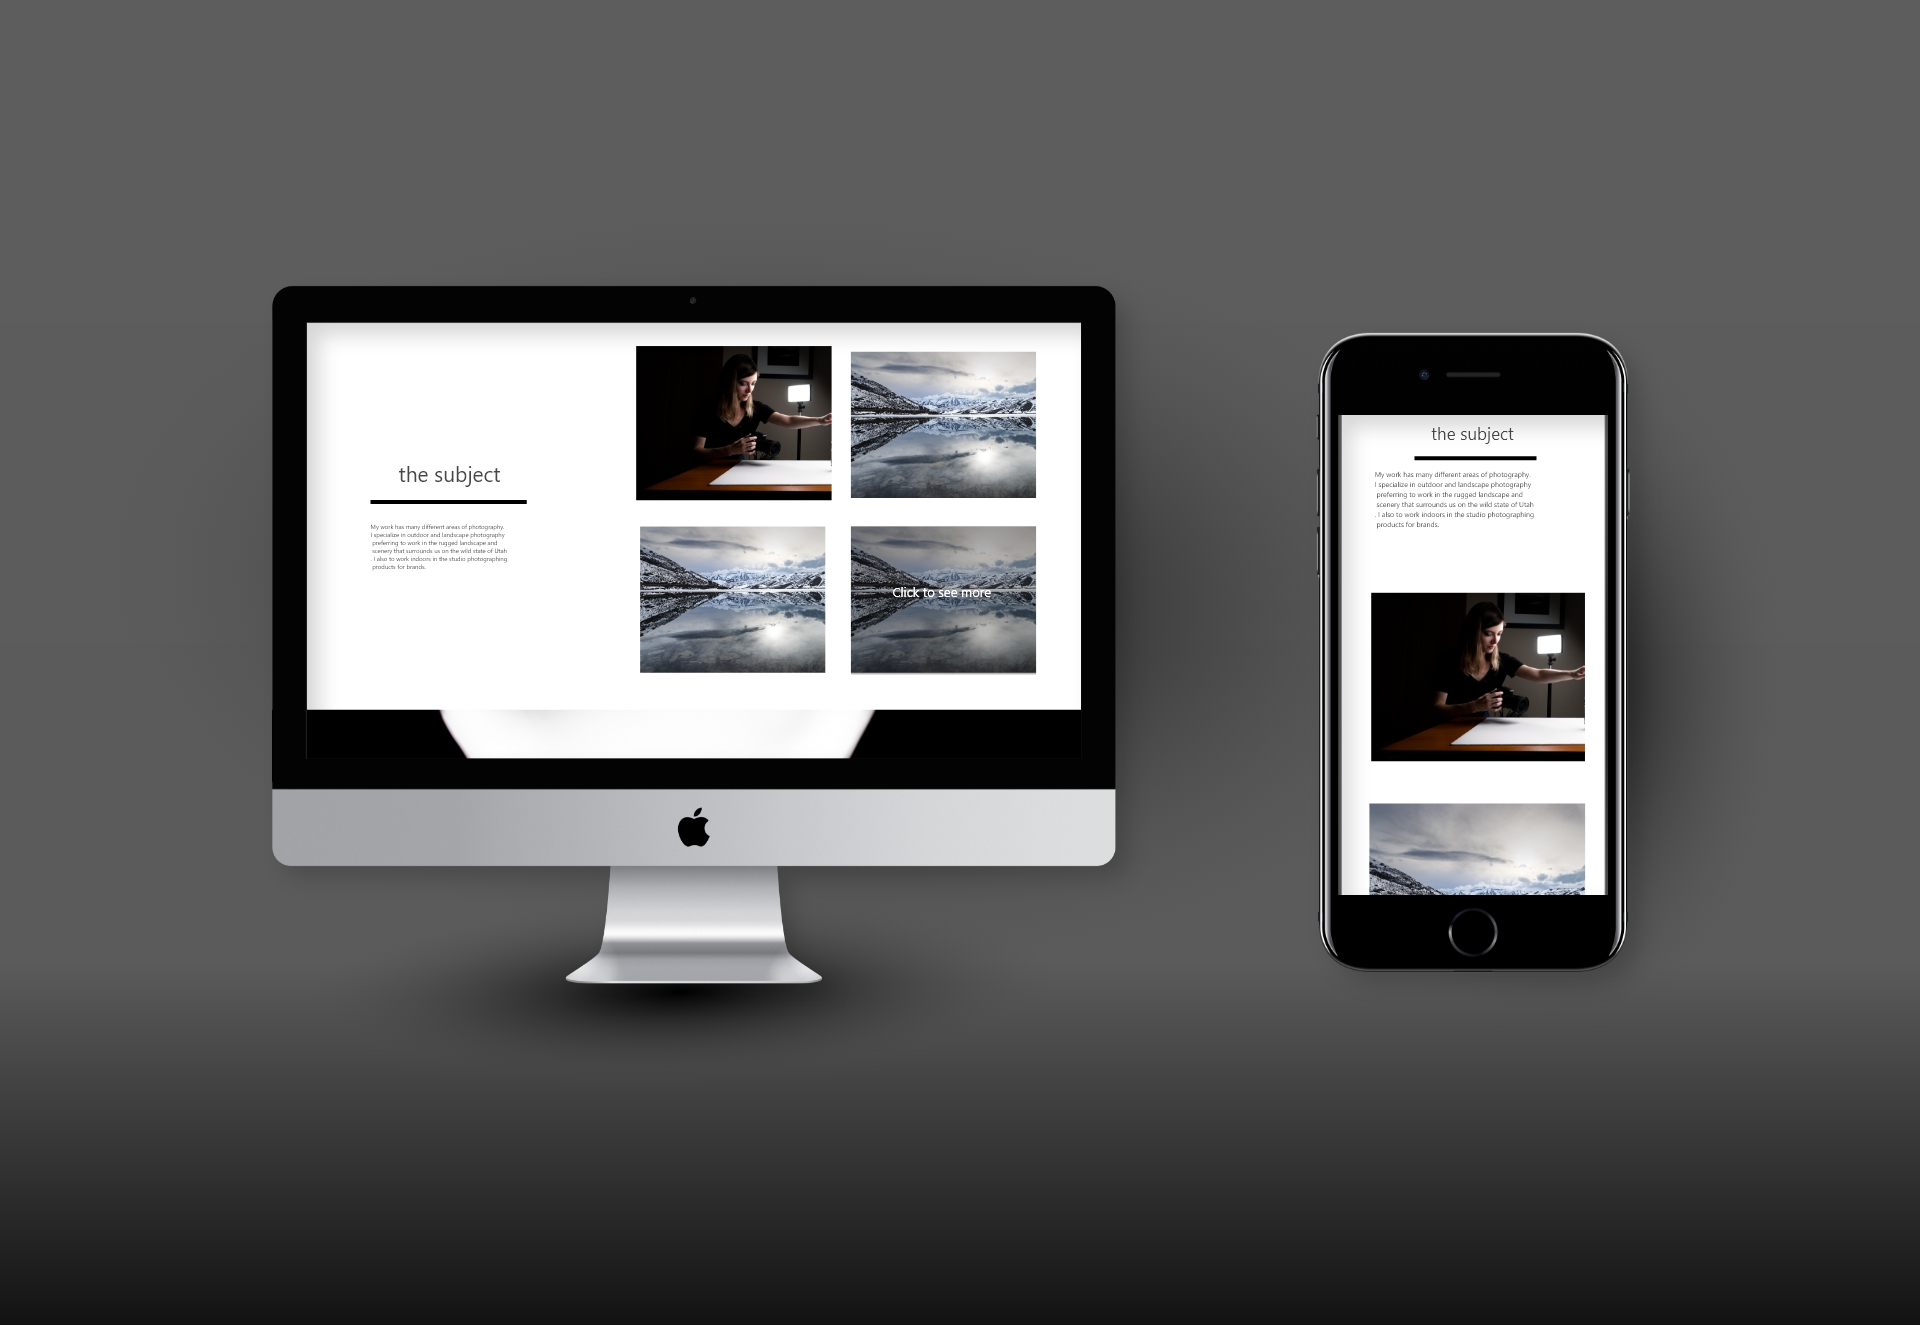 the subject
My work has many different areas of photography.
I specialize in outdoor and landscape photography
preferring to work in the rugged landscape and
scenery that surrounds us on the wild state of Utah
. I also to work indoors in the studio photographing
products for brands.
Click to see more
the subject
My work has many different areas of photography.
I specialize in outdoor and landscape photography
preferring to work in the rugged landscape and
scenery that surrounds us on the wild state of Utah
. I also to work indoors in the studio photographing
products for brands.